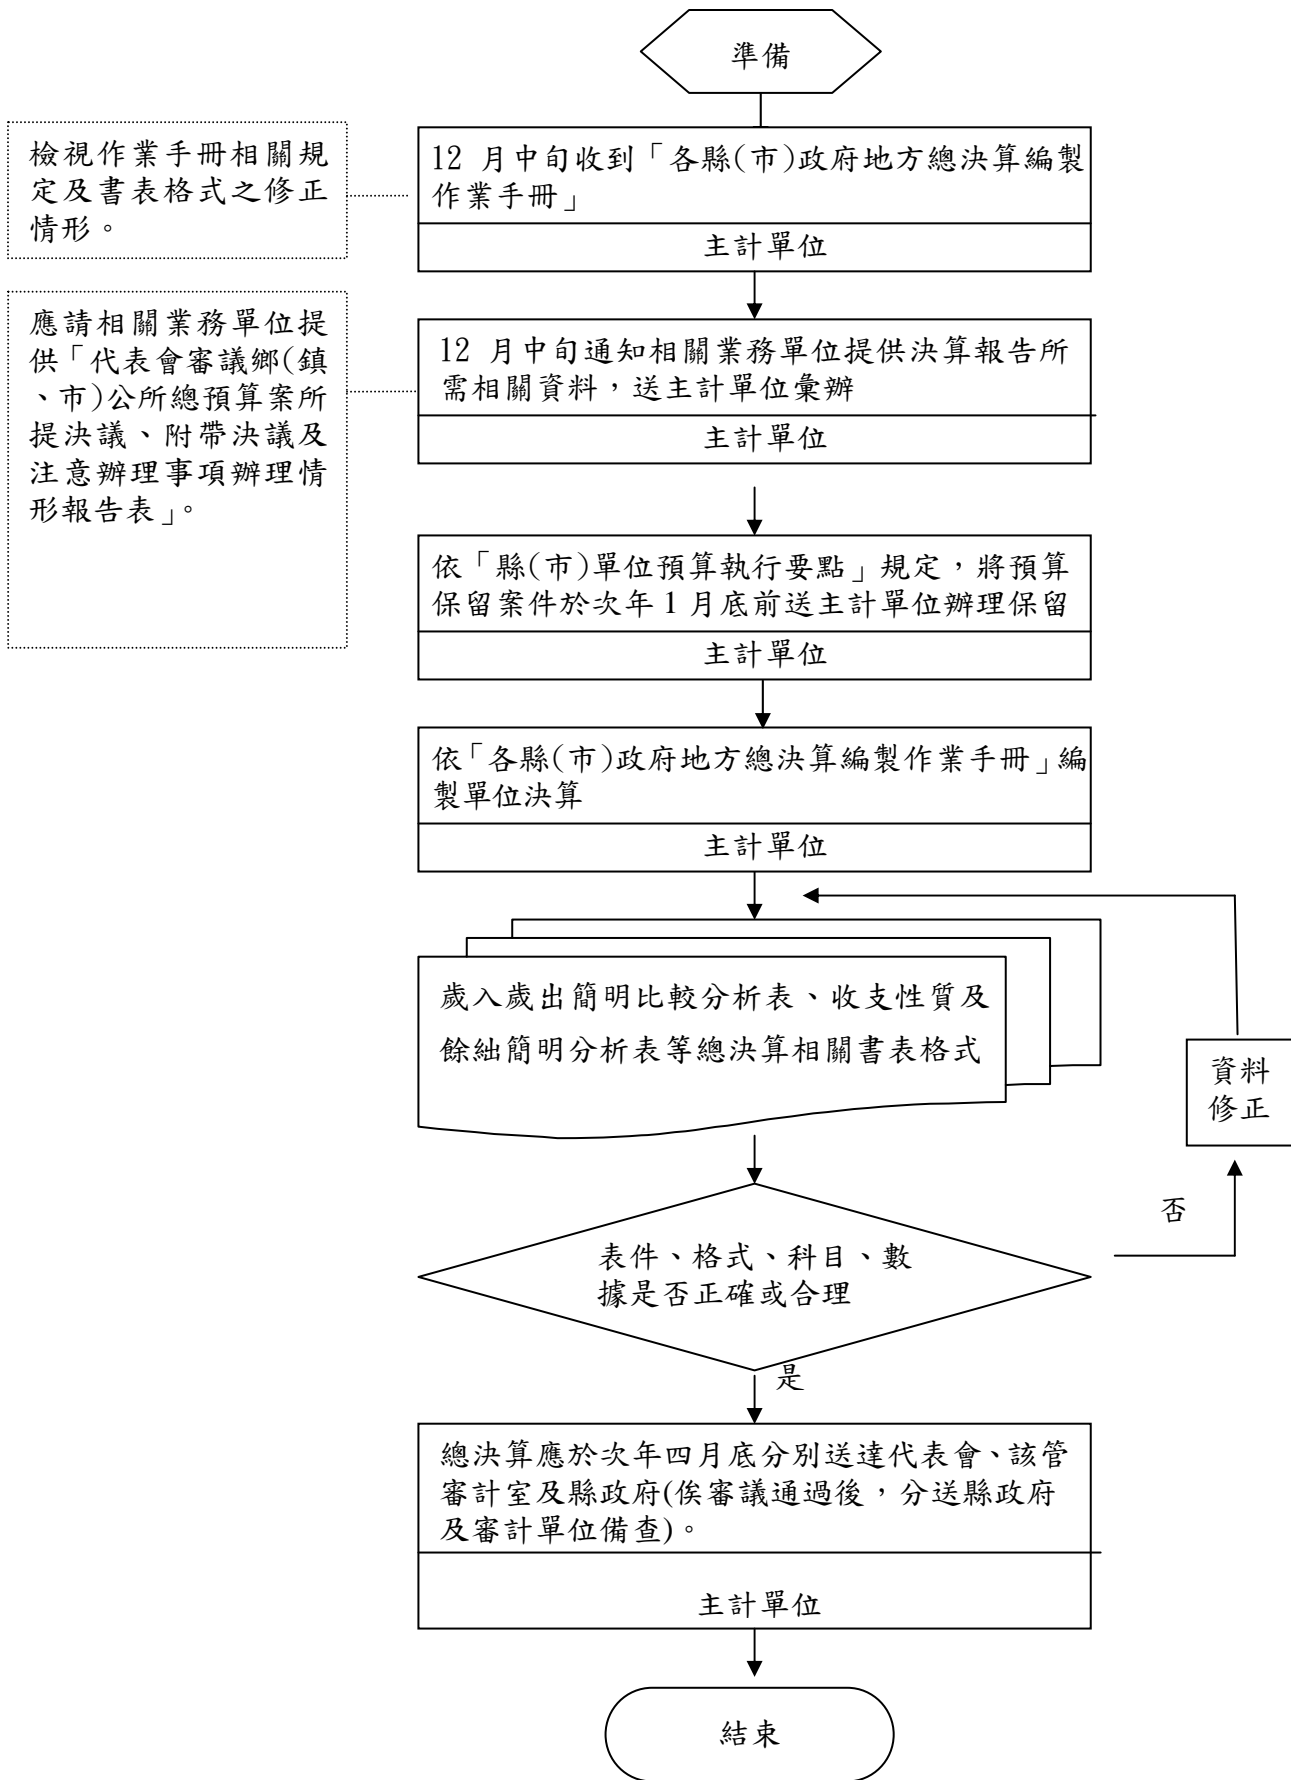 準備
檢視作業手冊相關規
定及書表格式之修正
情形。
12 月中旬收到「各縣(市)政府地方總決算編製
作業手冊」
主計單位
應請相關業務單位提
供「代表會審議鄉(鎮
、市)公所總預算案所
提決議、附帶決議及
注意辦理事項辦理情
形報告表」。
12 月中旬通知相關業務單位提供決算報告所
需相關資料，送主計單位彙辦
主計單位
依「縣(市)單位預算執行要點」規定，將預算
保留案件於次年 1 月底前送主計單位辦理保留
主計單位
依「各縣(市)政府地方總決算編製作業手冊」編
製單位決算
主計單位
歲入歲出簡明比較分析表、收支性質及
餘絀簡明分析表等總決算相關書表格式
資料
修正
否
表件、格式、科目、數
據是否正確或合理
是
總決算應於次年四月底分別送達代表會、該管
審計室及縣政府(俟審議通過後，分送縣政府
及審計單位備查)。
主計單位
結束